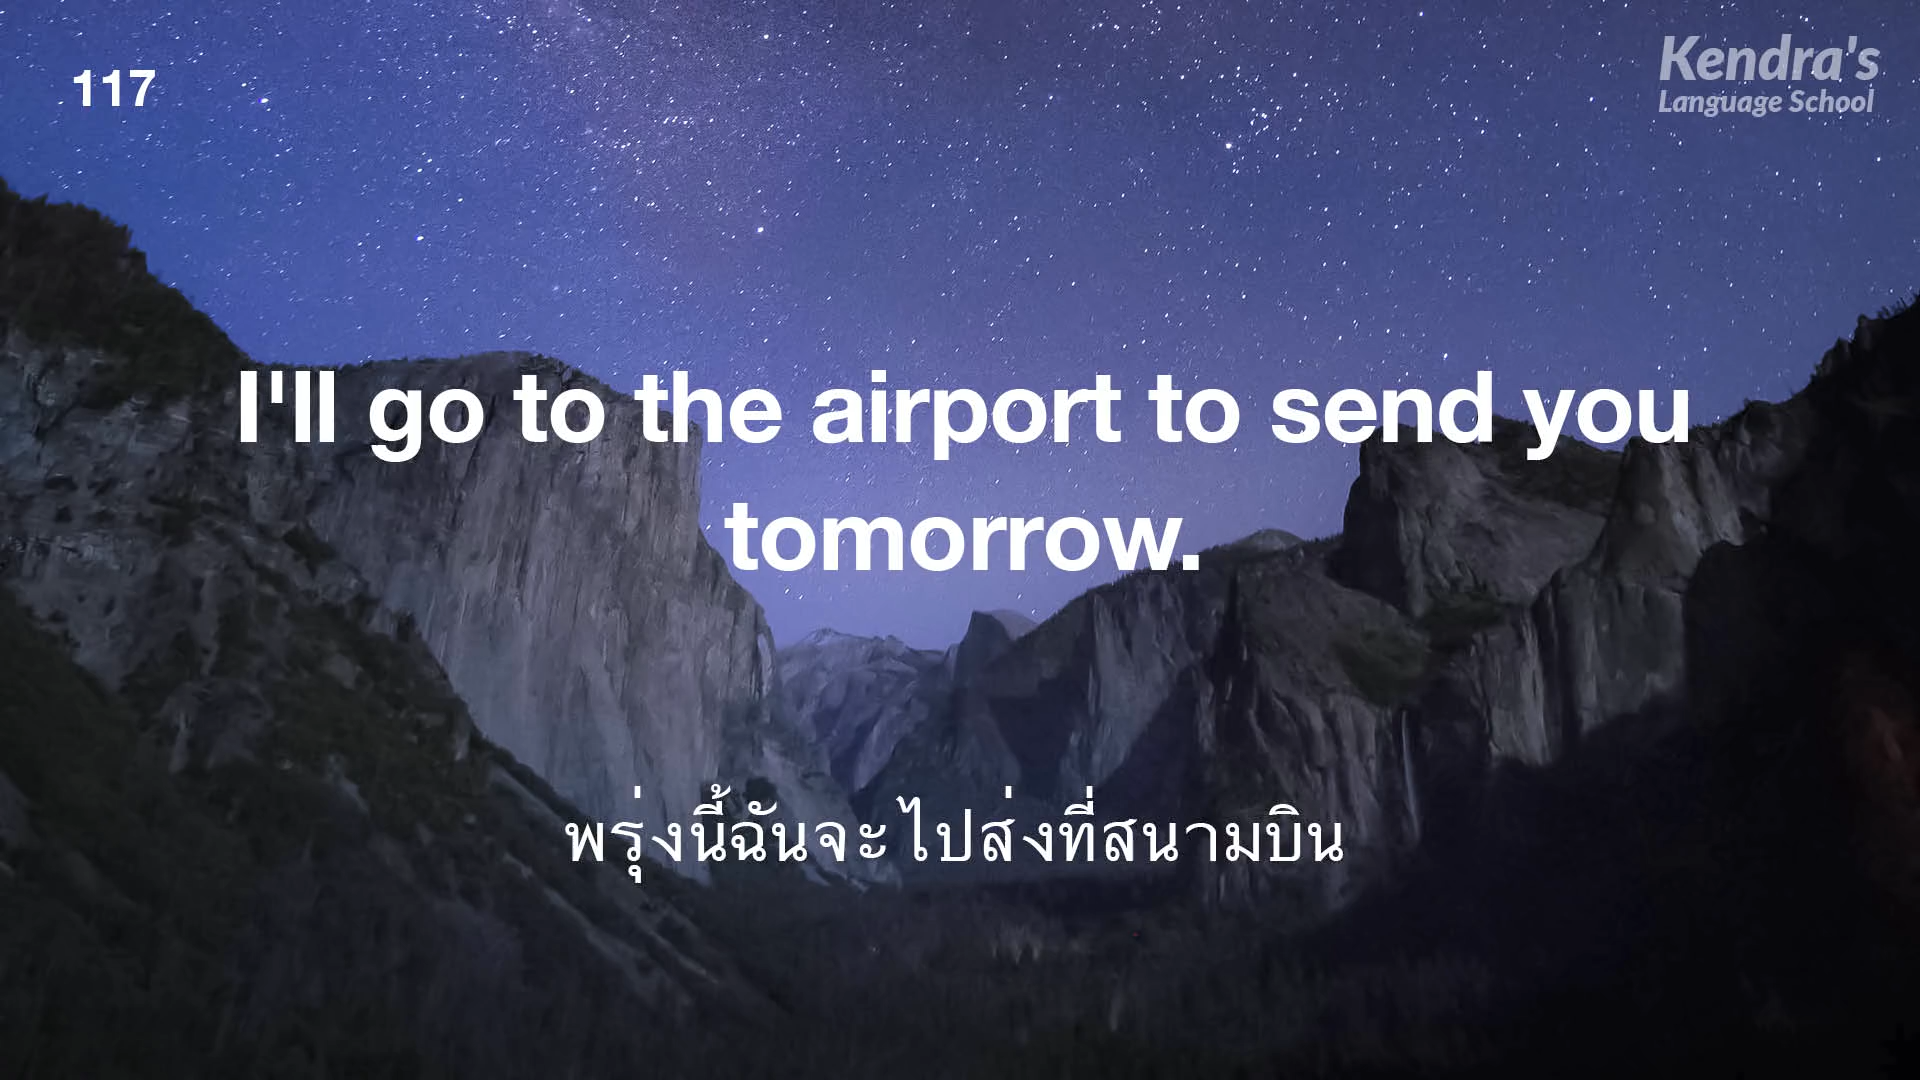 117
Kendra's
Language School
I'll go to the airport to send you
tomorrow.
พรุ่งนี้ฉันจะไปส่งที่สนามบิน